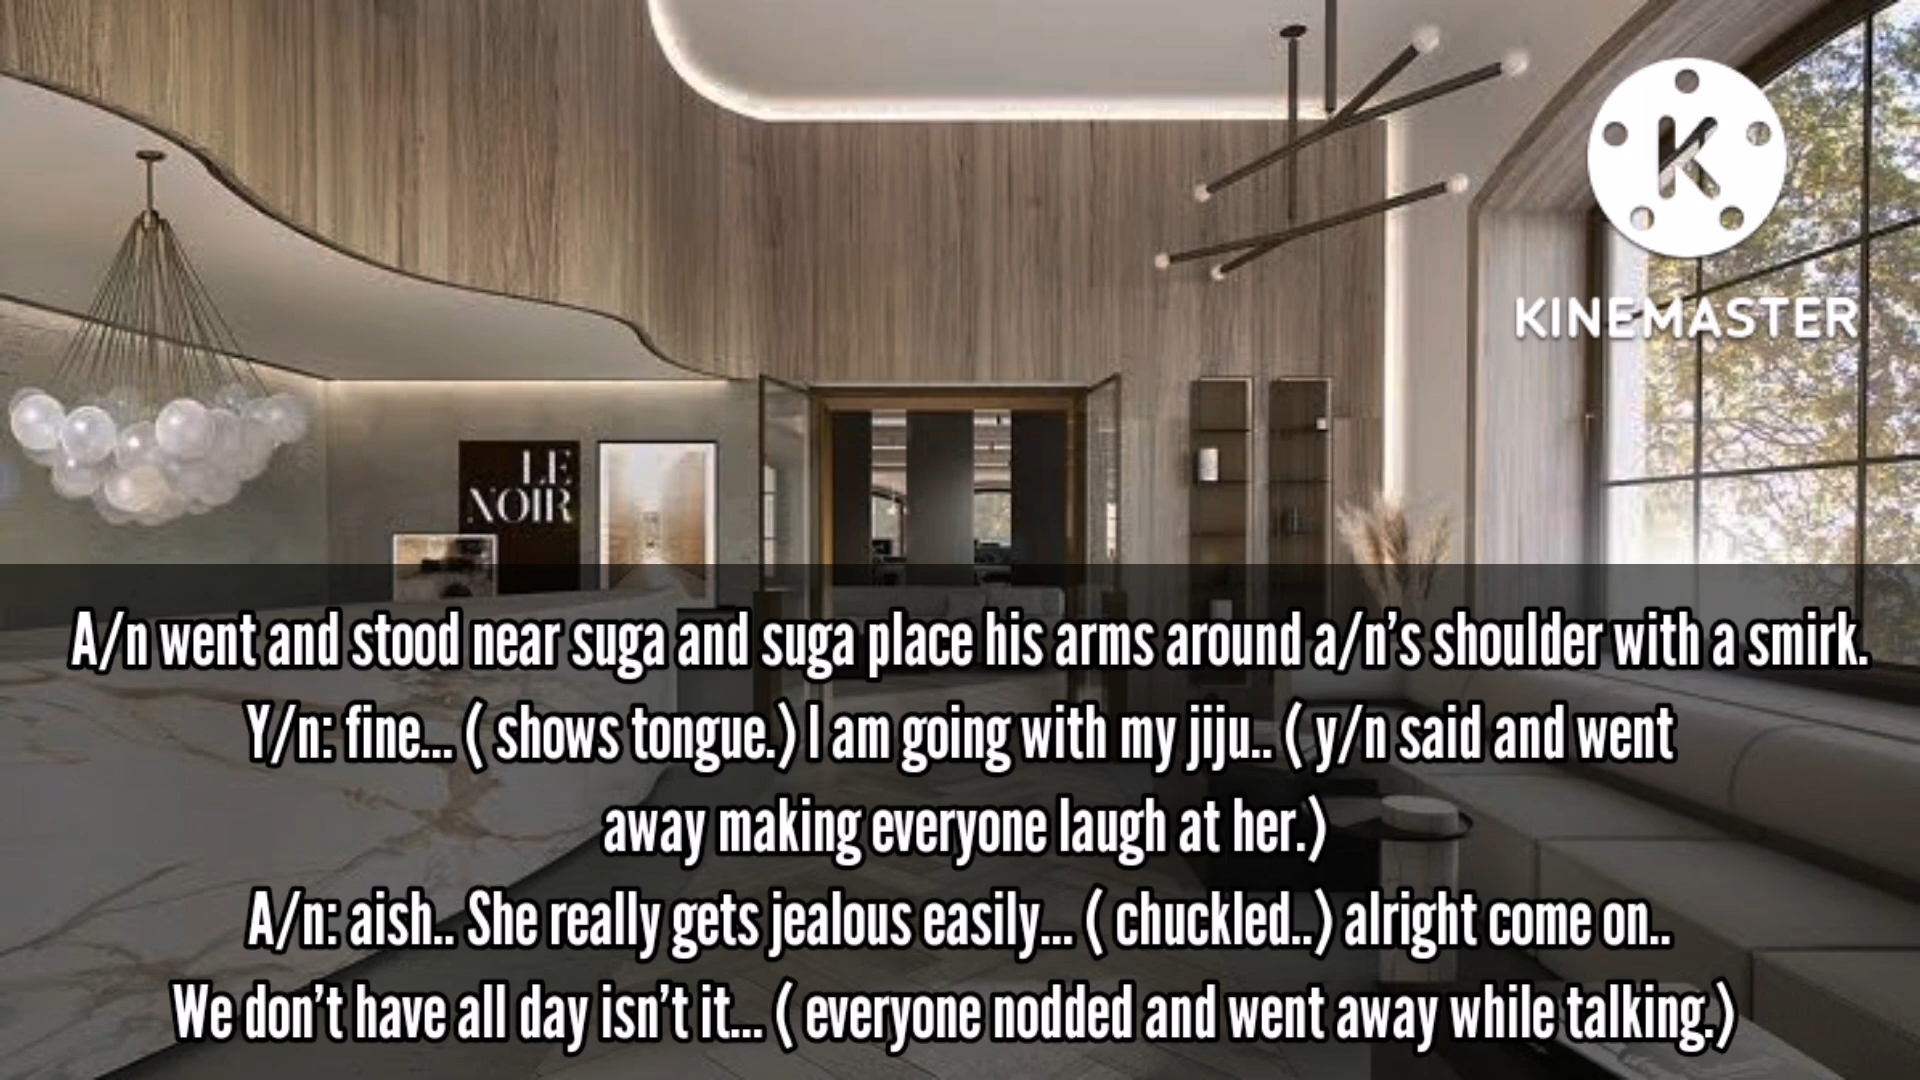 KINEMASTER
LE
NOIR
A/n went and stood near suga and suga place his arms around a/n's shoulder with a smirk.
Y/n: fine... ( shows tongue.) I am going with my jiju.. ( y/n said and went
away making everyone laugh at her.)
A/n: aish.. She really gets jealous easily... ( chuckled..) alright come on..
We don't have all day isn't it... ( everyone nodded and went away while talking.)